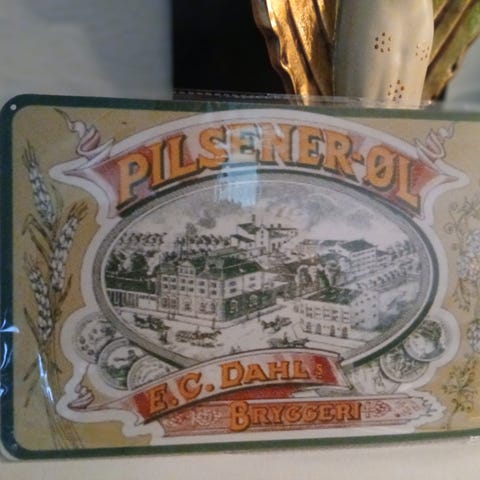 PILSENER-ØL
E.C. DAHLS
BRYGGERI